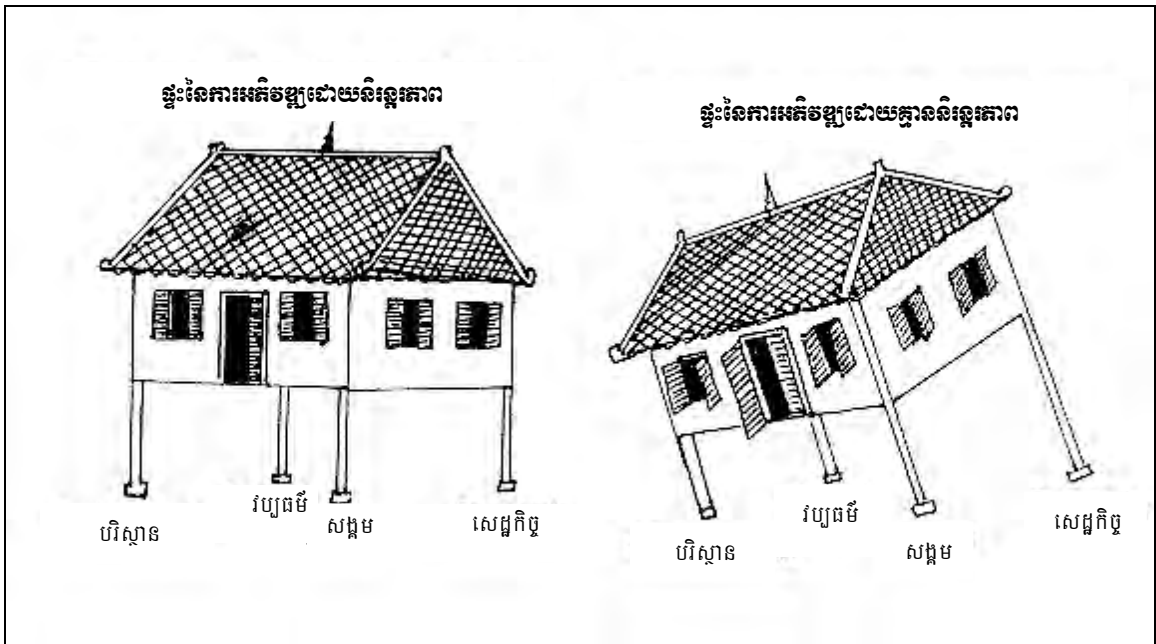 ផ្ទះនៃការអភិវឌ្ឍដោយនិរន្តរភាព
ផ្ទះនៃការអភិវឌ្ឍដោយគ្មាននិរន្តរភាព
បរិស្ថាន
វប្បធម៌
សង្គម
សេដ្ឋកិច្ច
បរិស្ថាន
វប្បធម៌
សង្គម
សេដ្ឋកិច្ច